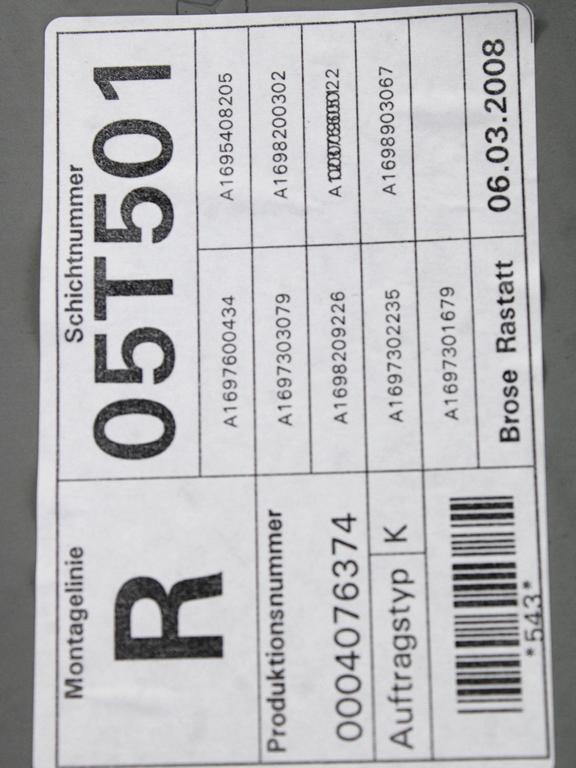 Montagelinie
R
Schichtnummer
05T501
Produktionsnummer
0004076374
Auftragstyp K
*543*
A1697600434 A1695408205
A1697303079 A1698200302
A1698209226
A1697302235 A1698903067
A1697301679
Brose Rastatt 06.03.2008